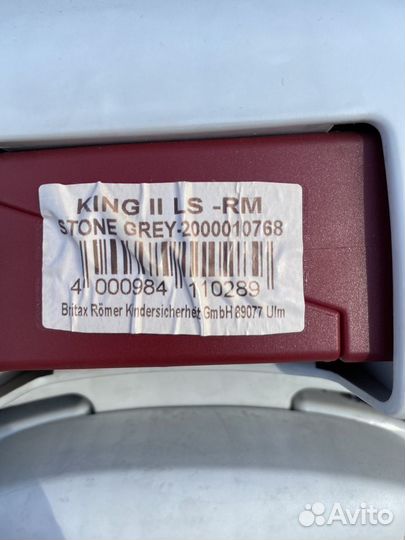 KING II LS -RM
STONE GREY-2000010768
4 000984 110289
Britax Römer Kindersicherheit GmbH 89077 Ulm
Avito